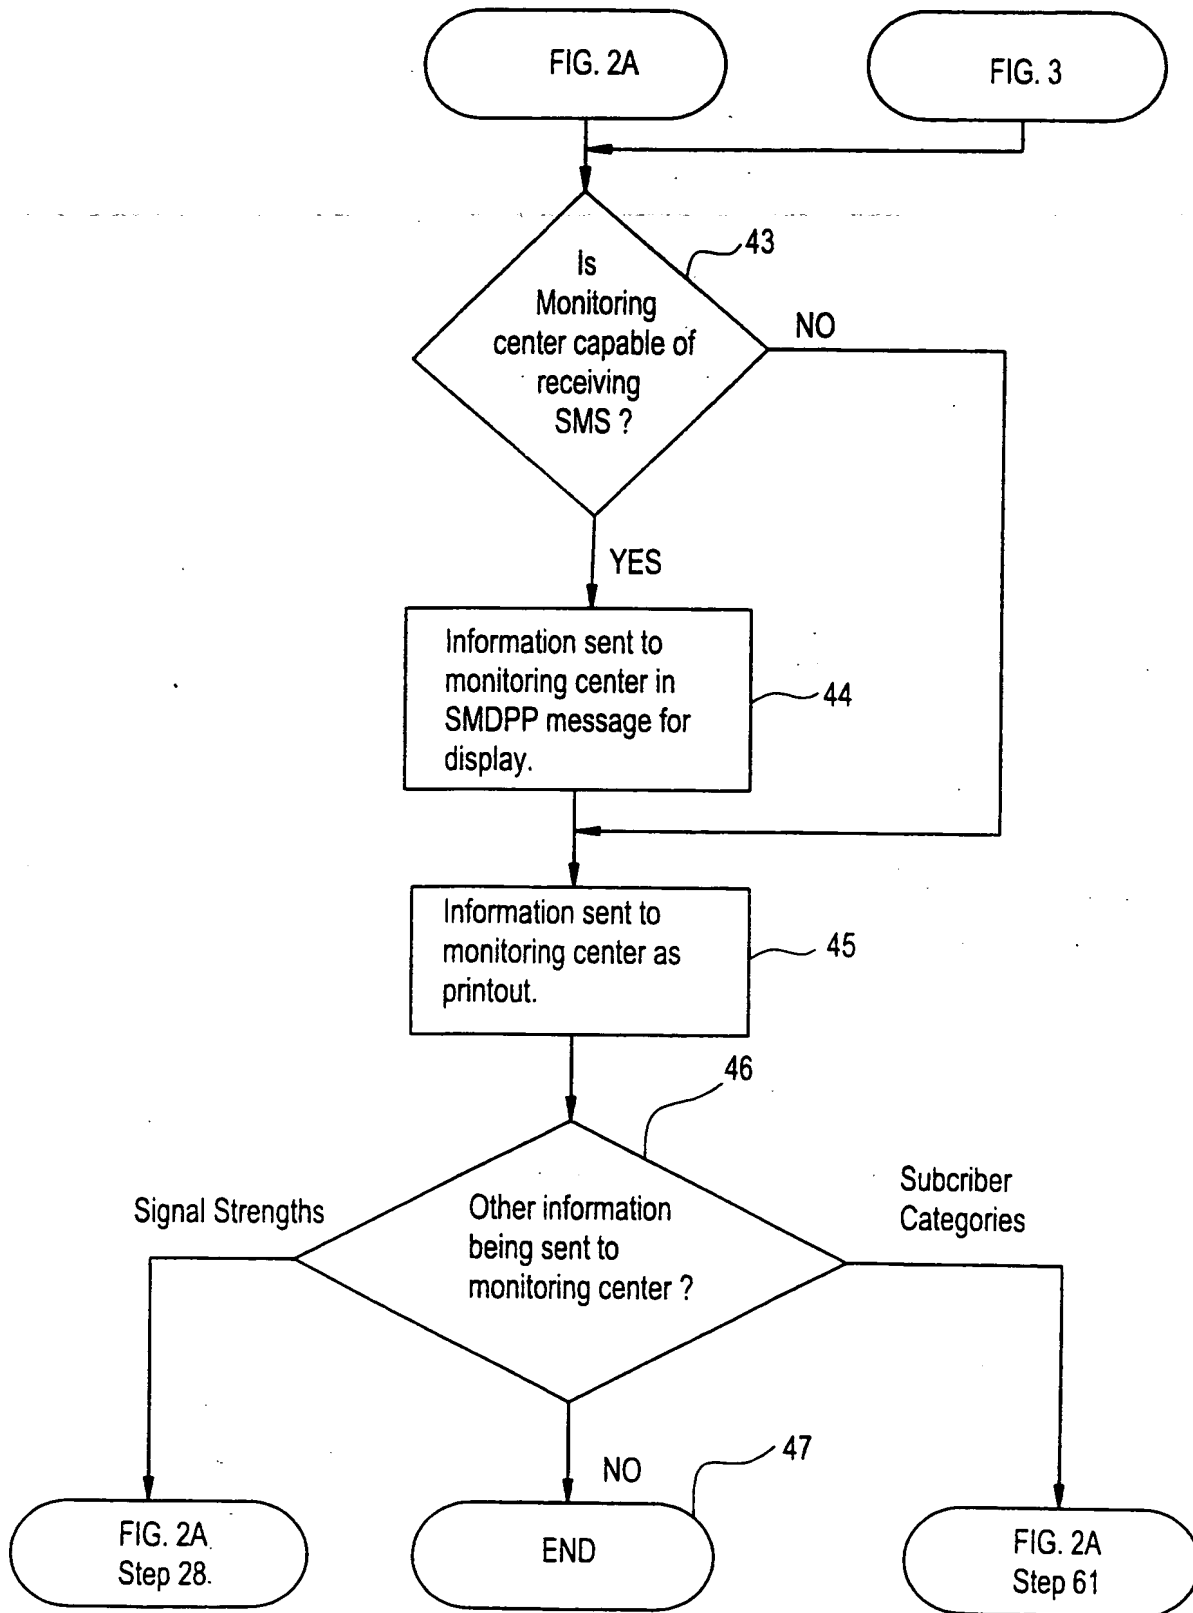 FIG. 2A
FIG. 3
43
Is
Monitoring
center capable of
receiving
SMS ?
NO
YES
Information sent to
monitoring center in
SMDPP message for
display.
44
Information sent to
monitoring center as
printout.
45
46
Other information
being sent to
monitoring center ?
Signal Strengths
Subcriber
Categories
NO
47
FIG. 2A
Step 28.
END
FIG. 2A
Step 61